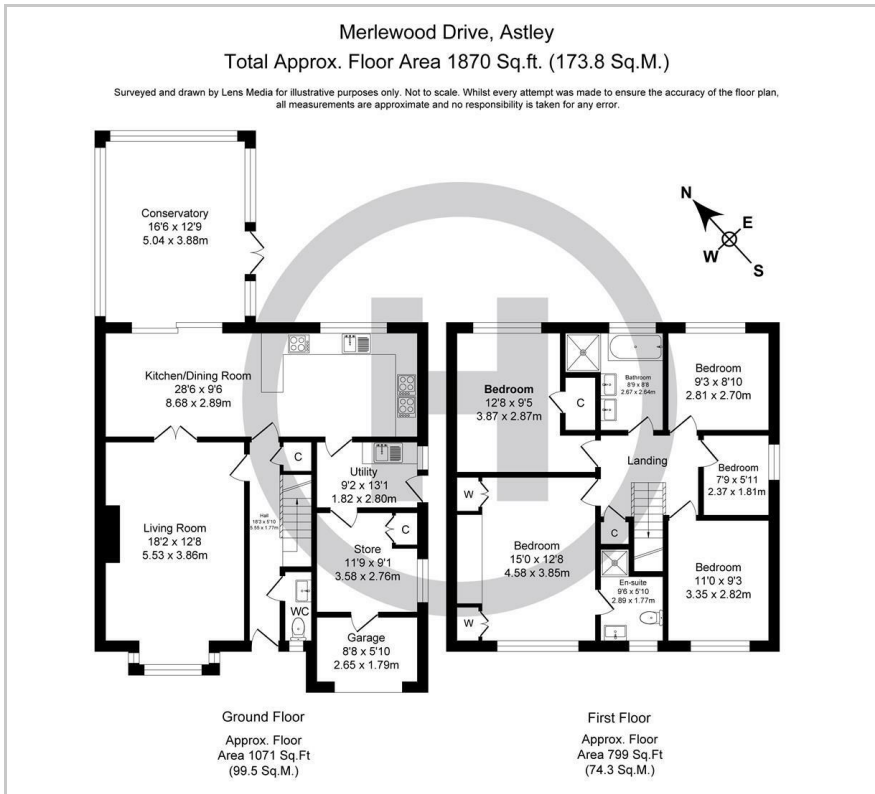 Merlewood Drive, Astley
Total Approx. Floor Area 1870 Sq.ft. (173.8 Sq.M.)
Surveyed and drawn by Lens Media for illustrative purposes only. Not to scale. Whilst every attempt was made to ensure the accuracy of the floor plan,
all measurements are approximate and no responsibility is taken for any error.
N
E
W
S
Conservatory
16'6 x 12'9
5.04 x 3.88m
Kitchen/Dining Room
28'6 x 9'6
8.68 x 2.89m
C
Utility
9'2 x 13'1
1.82 x 2.80m
Hall
18'3 x 5'10
5.55 x 1.77m
Living Room
18'2 x 12'8
5.53 x 3.86m
C
Store
11'9 x 9'1
3.58 x 2.76m
WC
Garage
8'8 x 5'10
2.65 x 1.79m
Ground Floor
Approx. Floor
Area 1071 Sq.Ft
(99.5 Sq.M.)
Bedroom
12'8 x 9'5
3.87 x 2.87m
C
Bathroom
8'9 x 8'8
2.67 x 2.64m
Bedroom
9'3 x 8'10
2.81 x 2.70m
Landing
Bedroom
7'9 x 5'11
2.37 x 1.81m
W
Bedroom
15'0 x 12'8
4.58 x 3.85m
C
W
En-suite
9'6 x 5'10
2.89 x 1.77m
Bedroom
11'0 x 9'3
3.35 x 2.82m
First Floor
Approx. Floor
Area 799 Sq.Ft
(74.3 Sq.M.)
H